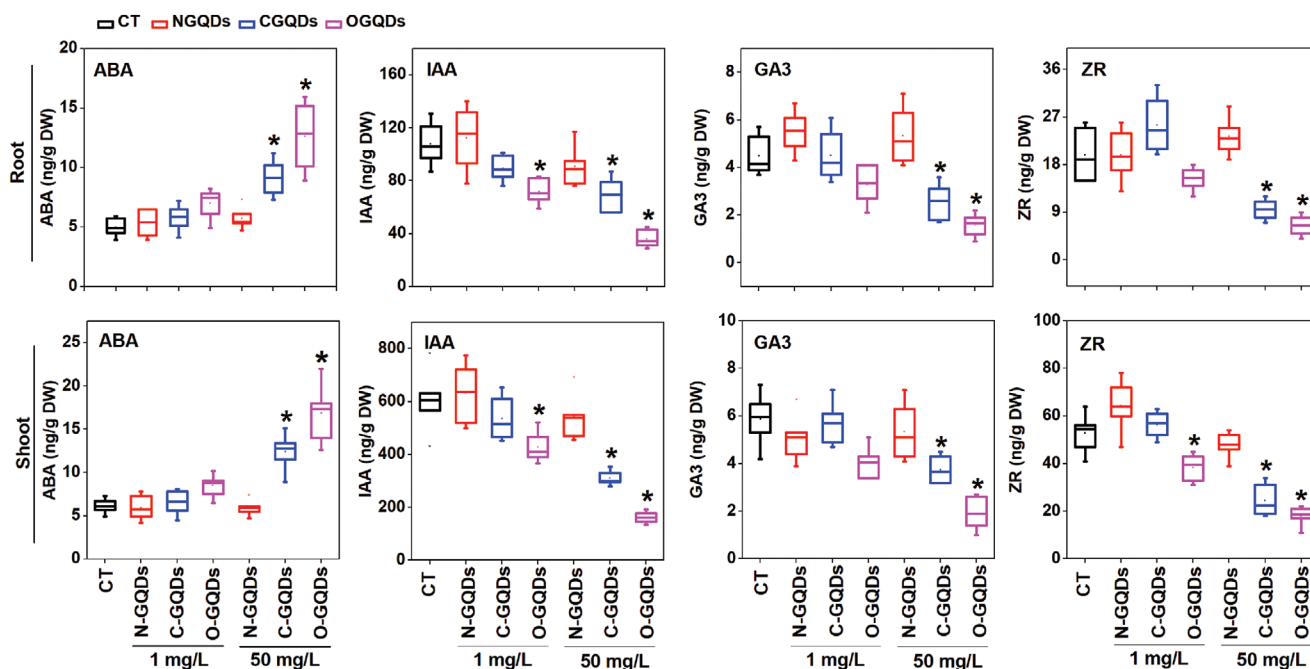 CT NGQDs CGQDs OGQDs
Root
ABA
ABA (ng/g DW)
20
15
10
5
0
* *
IAA
IAA (ng/g DW)
160
120
80
40
0
* * *
GA3
GA3 (ng/g DW)
8
6
4
2
0
* *
ZR
ZR (ng/g DW)
36
27
18
9
0
* *
Shoot
ABA
ABA (ng/g DW)
25
20
15
10
5
0
* *
IAA
IAA (ng/g DW)
800
600
400
200
0
* * *
GA3
GA3 (ng/g DW)
10
8
6
4
2
0
* *
ZR
ZR (ng/g DW)
100
80
60
40
20
0
* * *
CT N-GQDs C-GQDs O-GQDs N-GQDs C-GQDs O-GQDs
1 mg/L 50 mg/L
CT N-GQDs C-GQDs O-GQDs N-GQDs C-GQDs O-GQDs
1 mg/L 50 mg/L
CT N-GQDs C-GQDs O-GQDs N-GQDs C-GQDs O-GQDs
1 mg/L 50 mg/L
CT N-GQDs C-GQDs O-GQDs N-GQDs C-GQDs O-GQDs
1 mg/L 50 mg/L